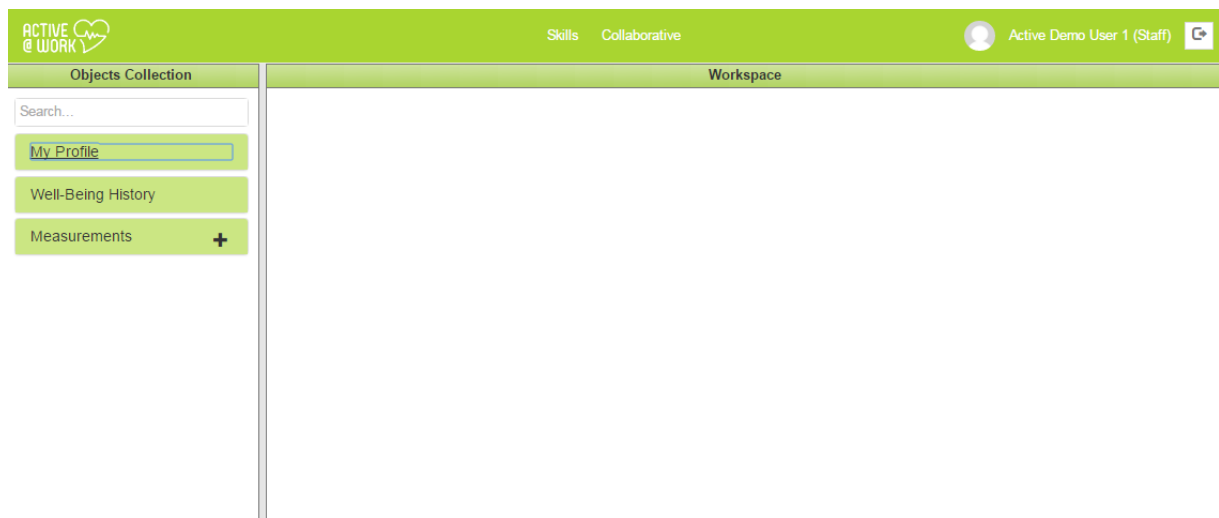 ACTIVE
@ WORK
Skills Collaborative
Active Demo User 1 (Staff)
Objects Collection
Workspace
Search...
My Profile
Well-Being History
Measurements +